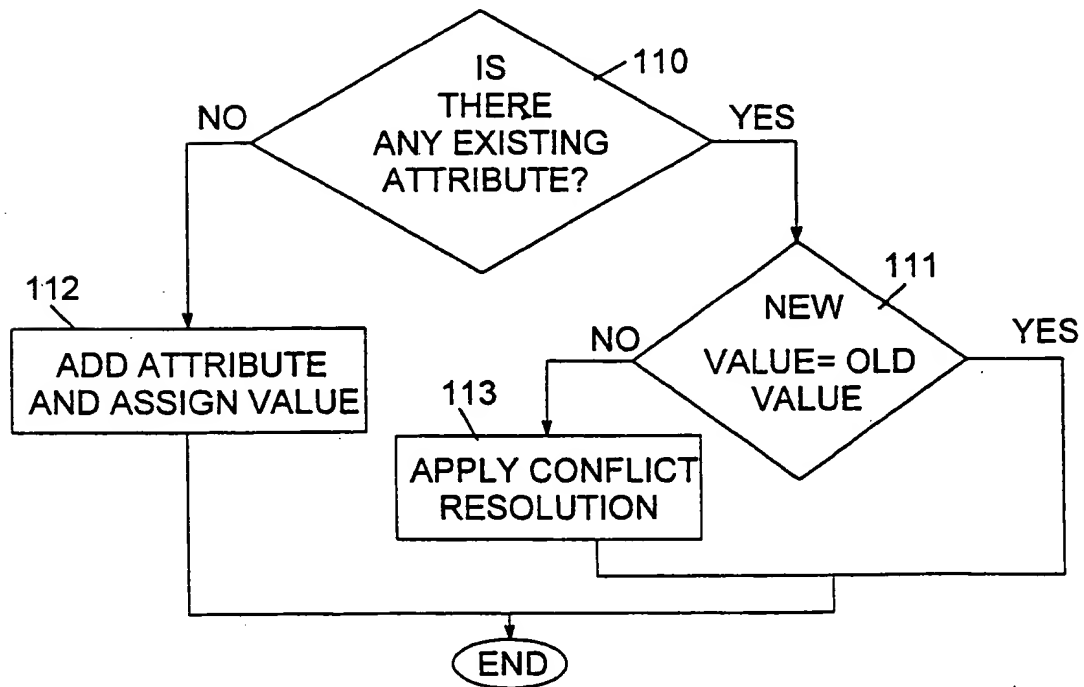 110
IS
THERE
ANY EXISTING
ATTRIBUTE?
NO
YES
112
ADD ATTRIBUTE
AND ASSIGN VALUE
111
NEW
VALUE= OLD
VALUE
NO
YES
113
APPLY CONFLICT
RESOLUTION
END